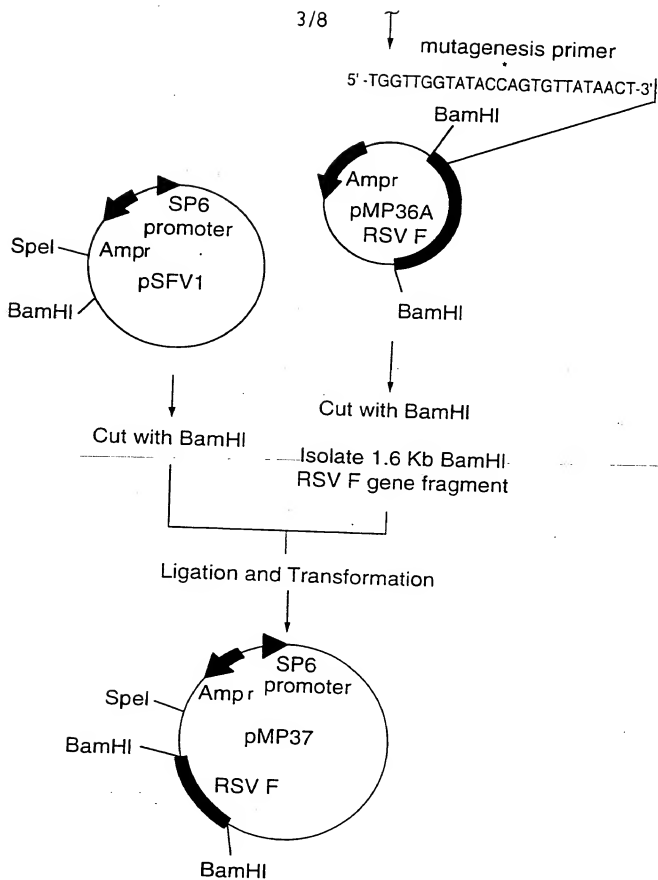 3/8
mutagenesis primer
*
5' -TGGTTGGTATACCAGTGTTATAACT-3'
BamHI
Ampr
pMP36A
RSV F
BamHI
SP6
promoter
SpeI
Ampr
pSFV1
BamHI
Cut with BamHI
Cut with BamHI
Isolate 1.6 Kb BamHI
RSV F gene fragment
Ligation and Transformation
SP6
promoter
Amp r
SpeI
pMP37
BamHI
RSV F
BamHI